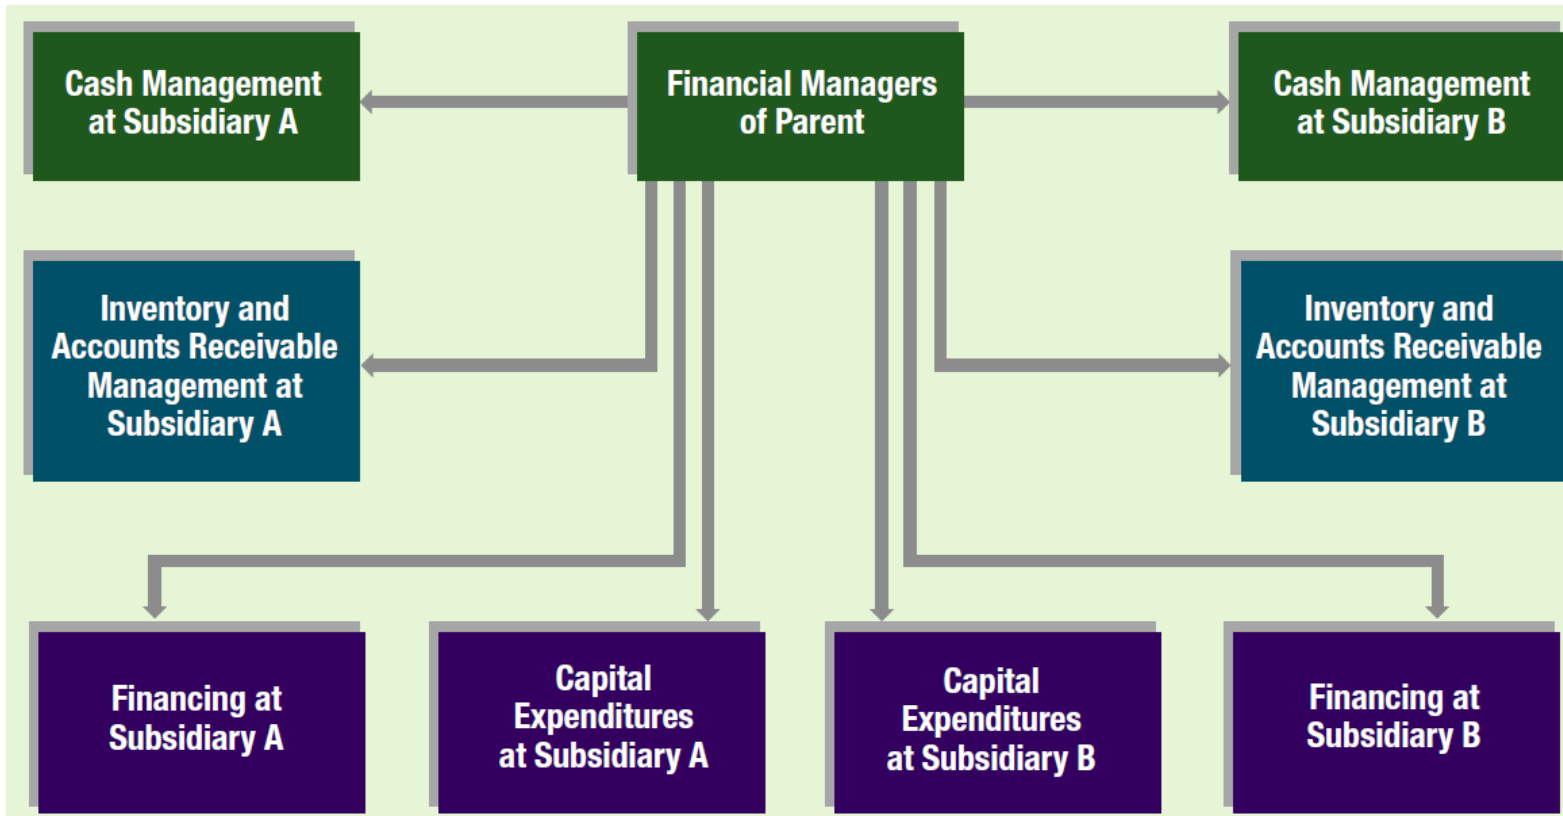 Cash Management
at Subsidiary A
Financial Managers
of Parent
Cash Management
at Subsidiary B
Inventory and
Accounts Receivable
Management at
Subsidiary A
Inventory and
Accounts Receivable
Management at
Subsidiary B
Financing at
Subsidiary A
Capital
Expenditures
at Subsidiary A
Capital
Expenditures
at Subsidiary B
Financing at
Subsidiary B